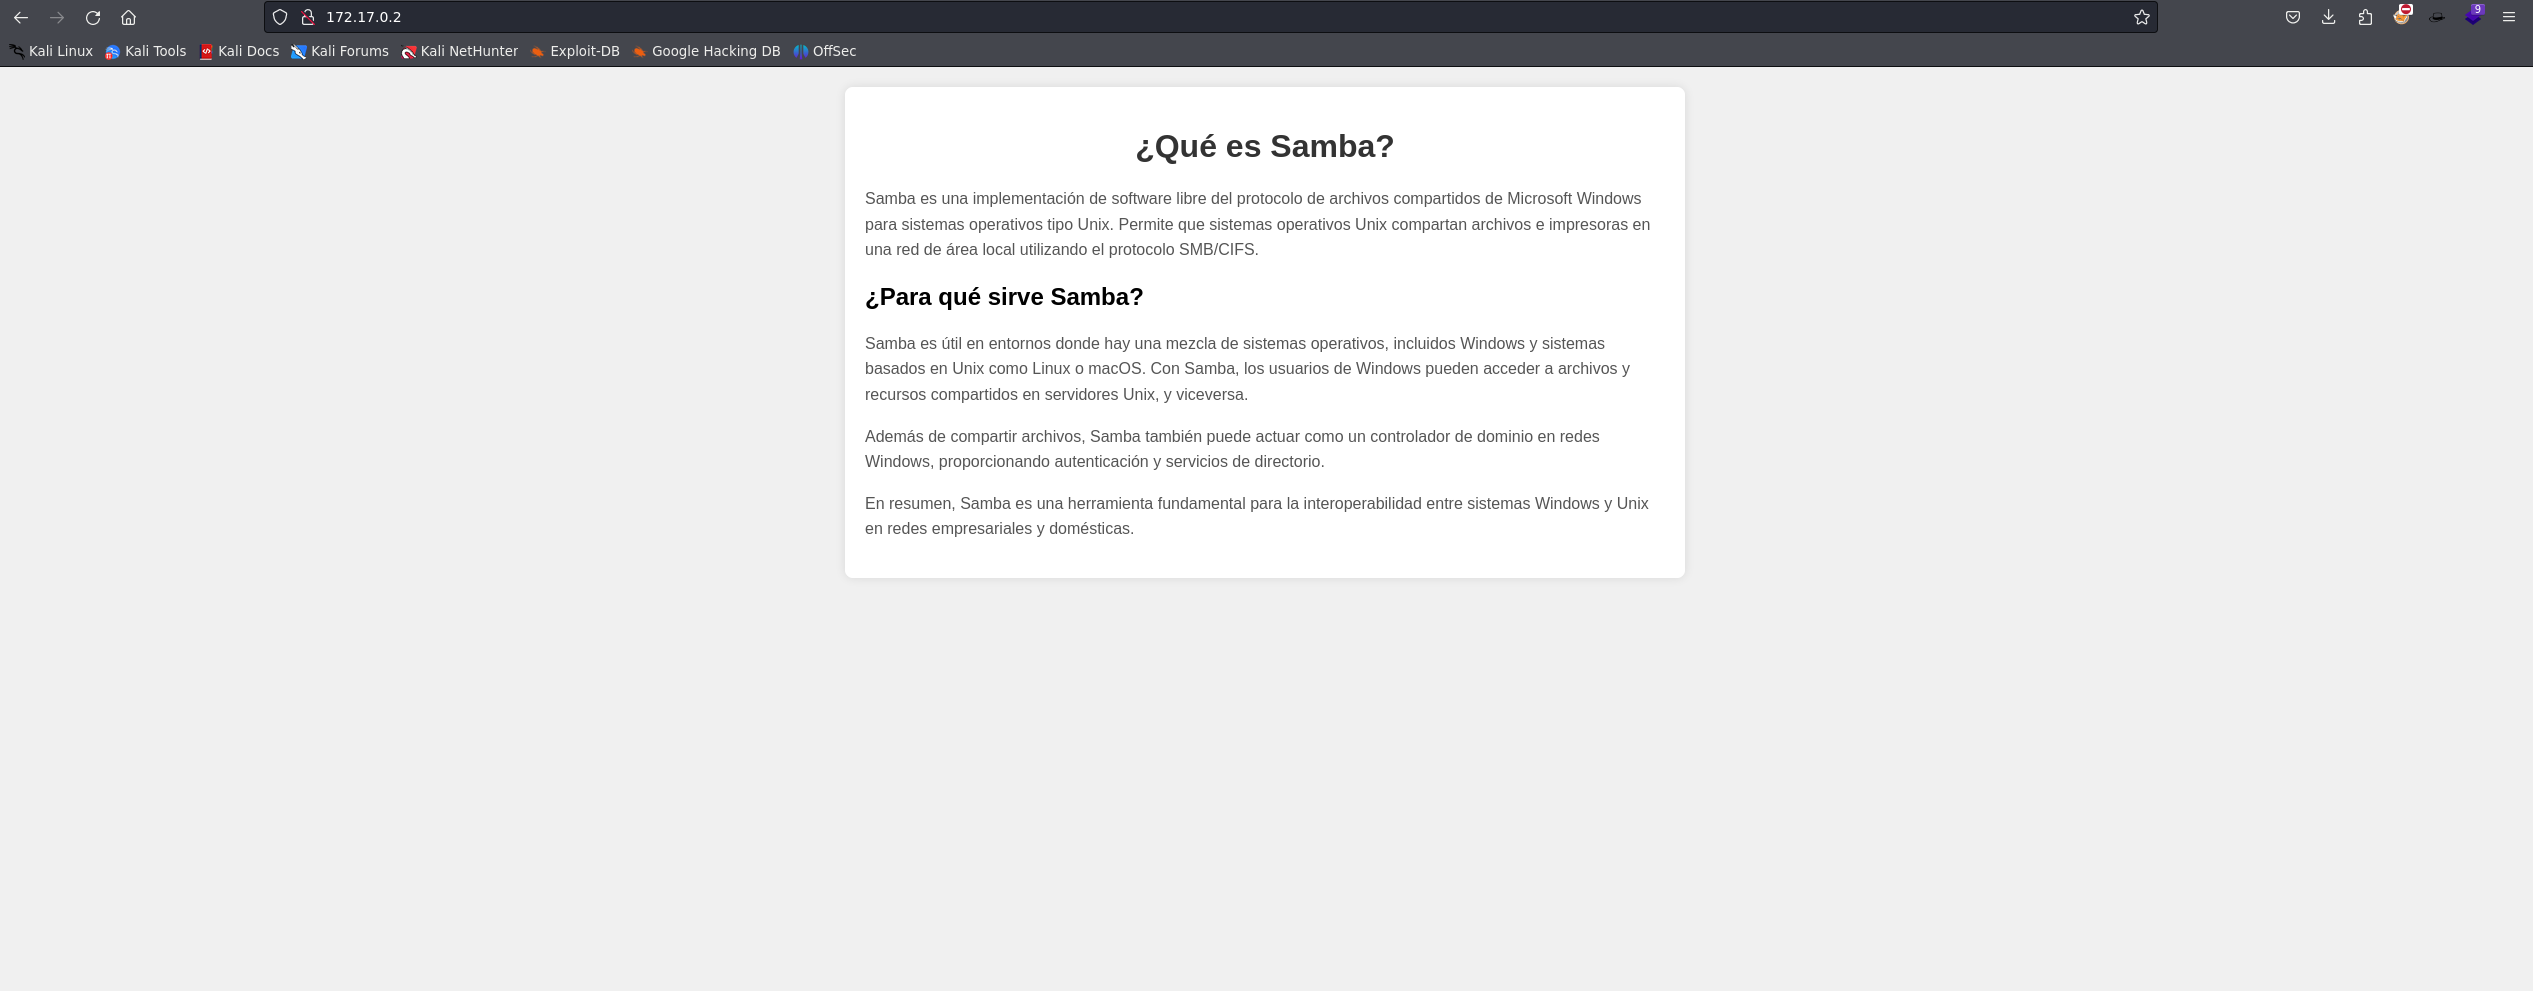 172.17.0.2
9
Kali Linux Kali Tools Kali Docs Kali Forums Kali NetHunter Exploit-DB Google Hacking DB OffSec
¿Qué es Samba?
Samba es una implementación de software libre del protocolo de archivos compartidos de Microsoft Windows
para sistemas operativos tipo Unix. Permite que sistemas operativos Unix compartan archivos e impresoras en
una red de área local utilizando el protocolo SMB/CIFS.
¿Para qué sirve Samba?
Samba es útil en entornos donde hay una mezcla de sistemas operativos, incluidos Windows y sistemas
basados en Unix como Linux o macOS. Con Samba, los usuarios de Windows pueden acceder a archivos y
recursos compartidos en servidores Unix, y viceversa.
Además de compartir archivos, Samba también puede actuar como un controlador de dominio en redes
Windows, proporcionando autenticación y servicios de directorio.
En resumen, Samba es una herramienta fundamental para la interoperabilidad entre sistemas Windows y Unix
en redes empresariales y domésticas.